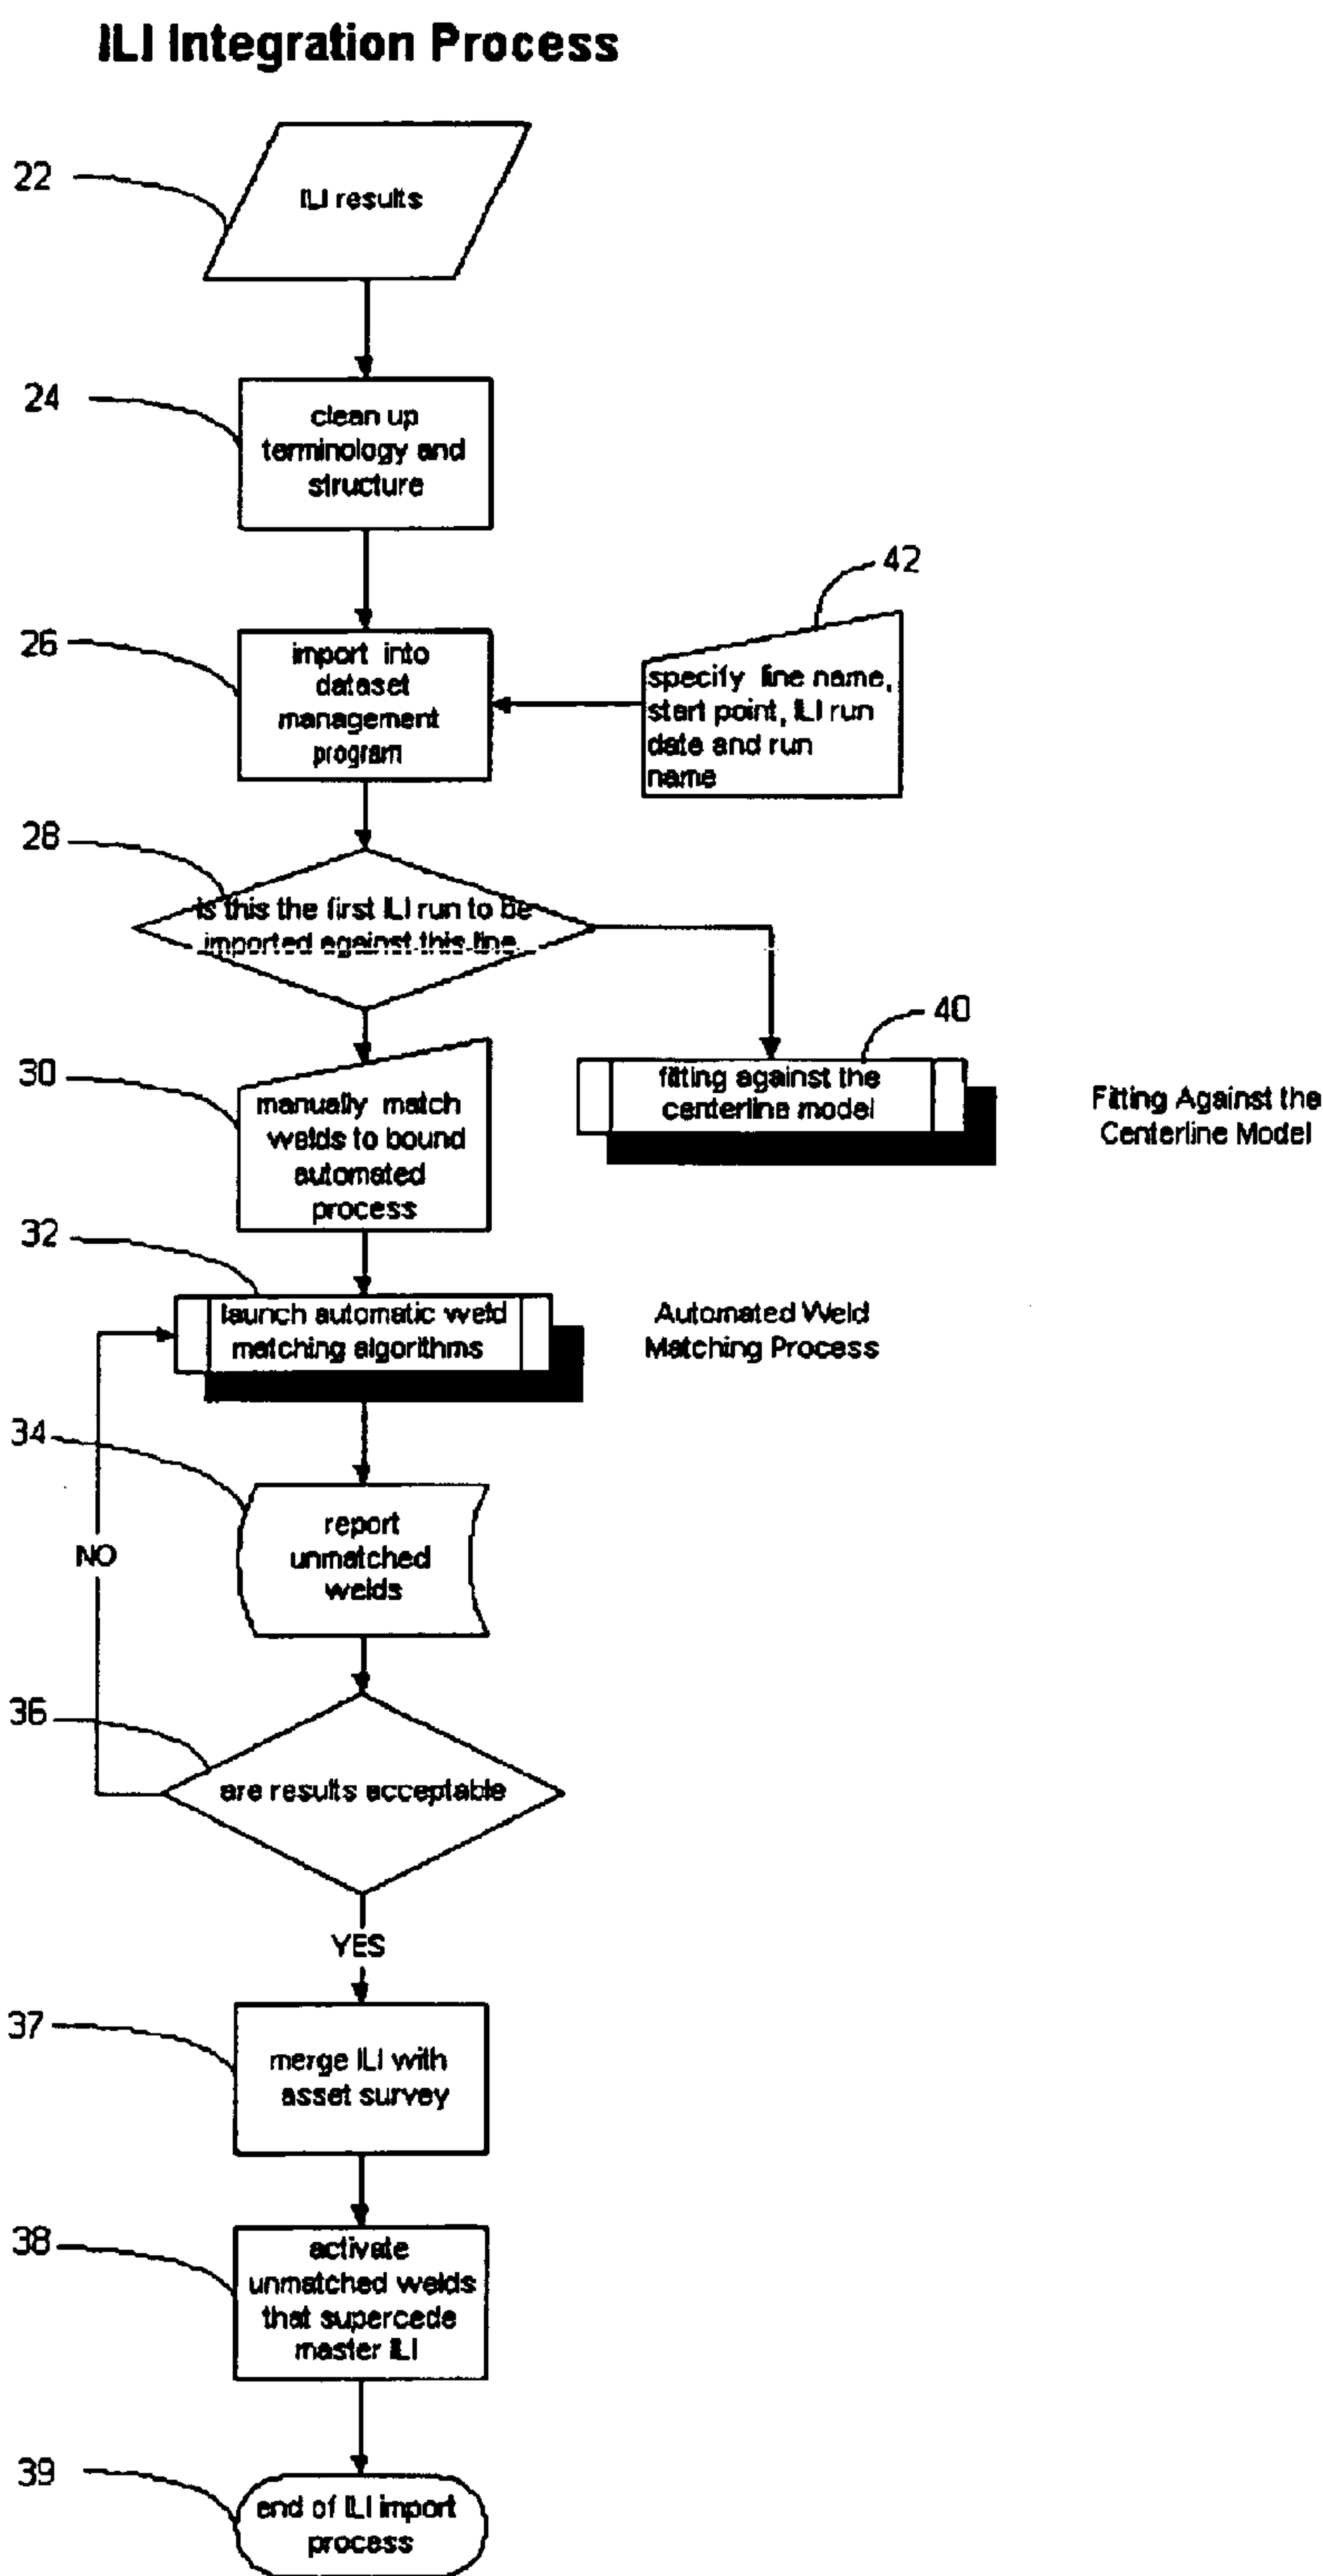 ILI Integration Process
22
ILI results
24
clean up
terminology and
structure
42
26
import into
dataset
management
program
specify line name,
start point, ILI run
date and run
name
28
is this the first ILI run to be
imported against this line
40
30
manually match
welds to bound
automated
process
fitting against the
centerline model
Fitting Against the
Centerline Model
32
launch automatic weld
matching algorithms
Automated Weld
Matching Process
34
report
unmatched
welds
NO
36
are results acceptable
YES
37
merge ILI with
asset survey
38
activate
unmatched welds
that supercede
master ILI
39
end of ILI import
process